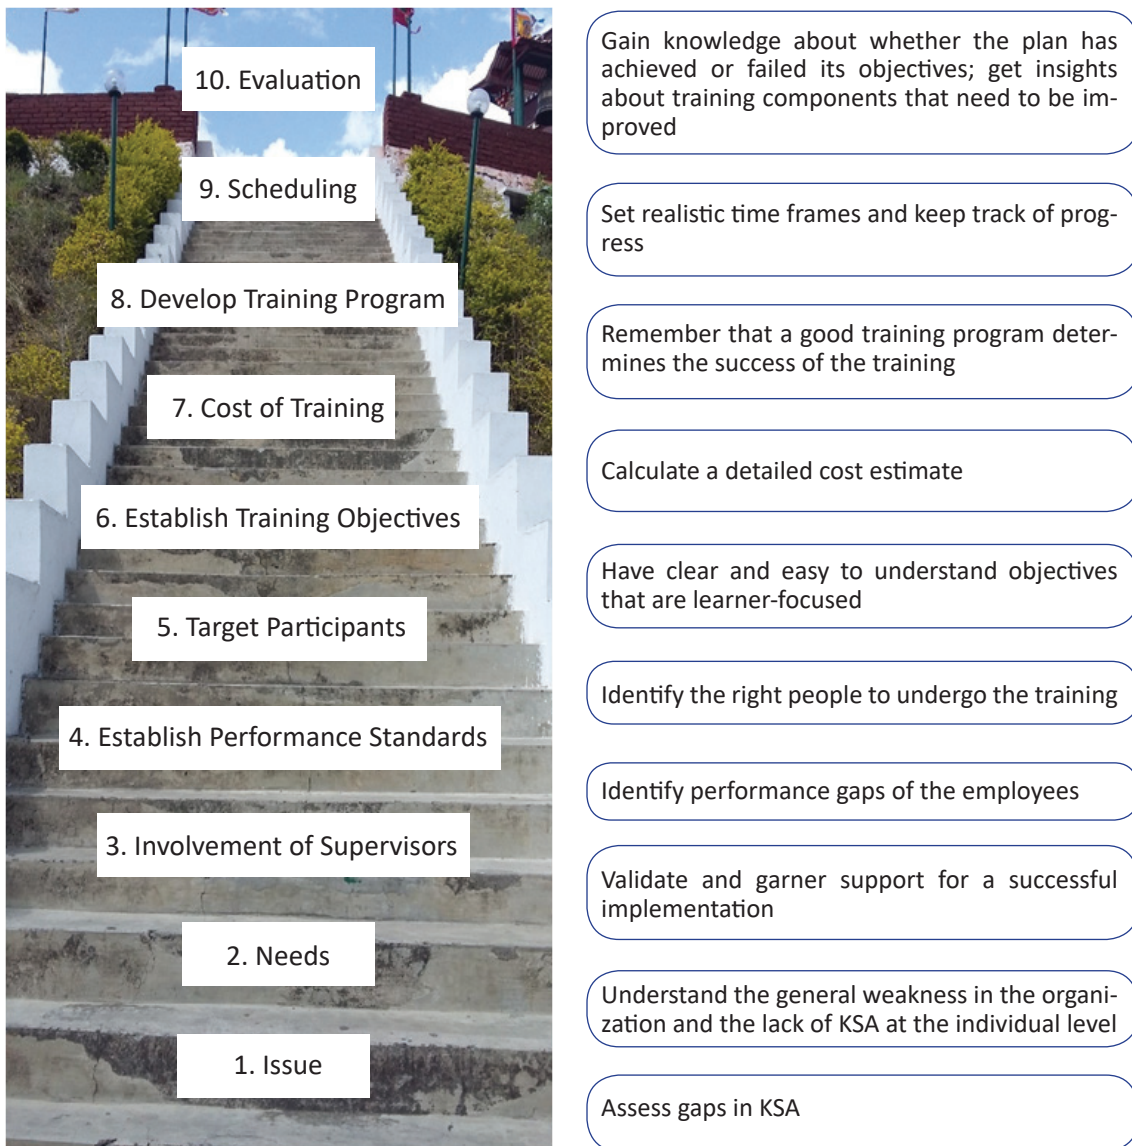 10. Evaluation
Gain knowledge about whether the plan has
achieved or failed its objectives; get insights
about training components that need to be im-
proved
9. Scheduling
Set realistic time frames and keep track of prog-
ress
8. Develop Training Program
Remember that a good training program deter-
mines the success of the training
7. Cost of Training
Calculate a detailed cost estimate
6. Establish Training Objectives
Have clear and easy to understand objectives
that are learner-focused
5. Target Participants
Identify the right people to undergo the training
4. Establish Performance Standards
Identify performance gaps of the employees
3. Involvement of Supervisors
Validate and garner support for a successful
implementation
2. Needs
Understand the general weakness in the organi-
zation and the lack of KSA at the individual level
1. Issue
Assess gaps in KSA